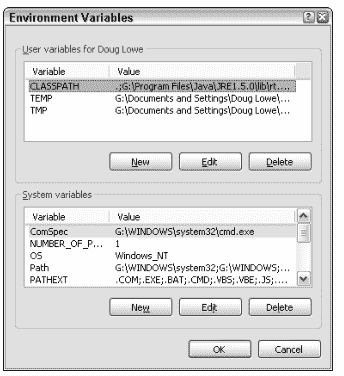 Environment Variables
User variables for Doug Lowe
Variable Value
CLASSPATH .;G:\Program Files\Java\JRE1.5.0\lib\rt....
TEMP G:\Documents and Settings\Doug Lowe\...
TMP G:\Documents and Settings\Doug Lowe\...
New Edit Delete
System variables
Variable Value
ComSpec G:\WINDOWS\system32\cmd.exe
NUMBER_OF_P... 1
OS Windows_NT
Path G:\WINDOWS\system32;G:\WINDOWS;...
PATHEXT .COM;.EXE;.BAT;.CMD;.VBS;.VBE;.JS;....
New Edit Delete
OK Cancel